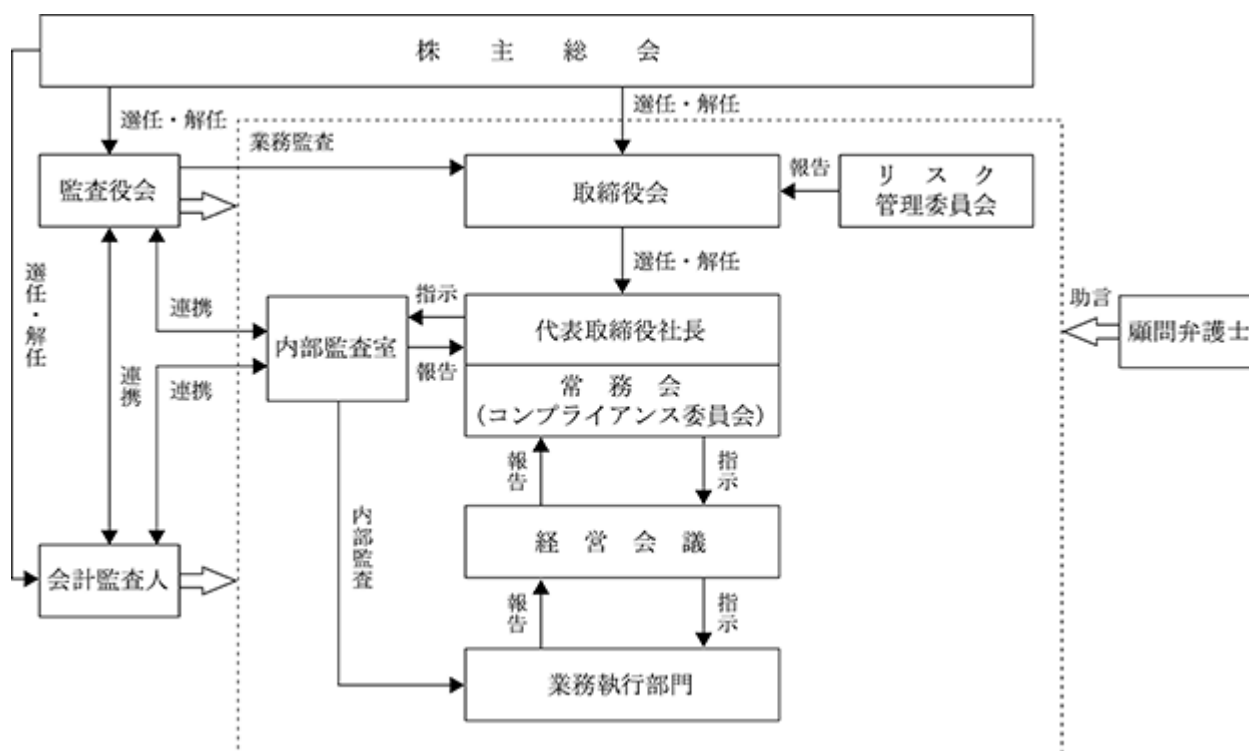 株主総会
選任・解任
選任・解任
業務監査
監査役会
取締役会
報告
リスク
管理委員会
選任・解任
選任・解任
連携
指示
助言
内部監査室
代表取締役社長
顧問弁護士
報告
連携
連携
常務会
（コンプライアンス委員会）
報告
指示
内部監査
経営会議
会計監査人
報告
指示
業務執行部門